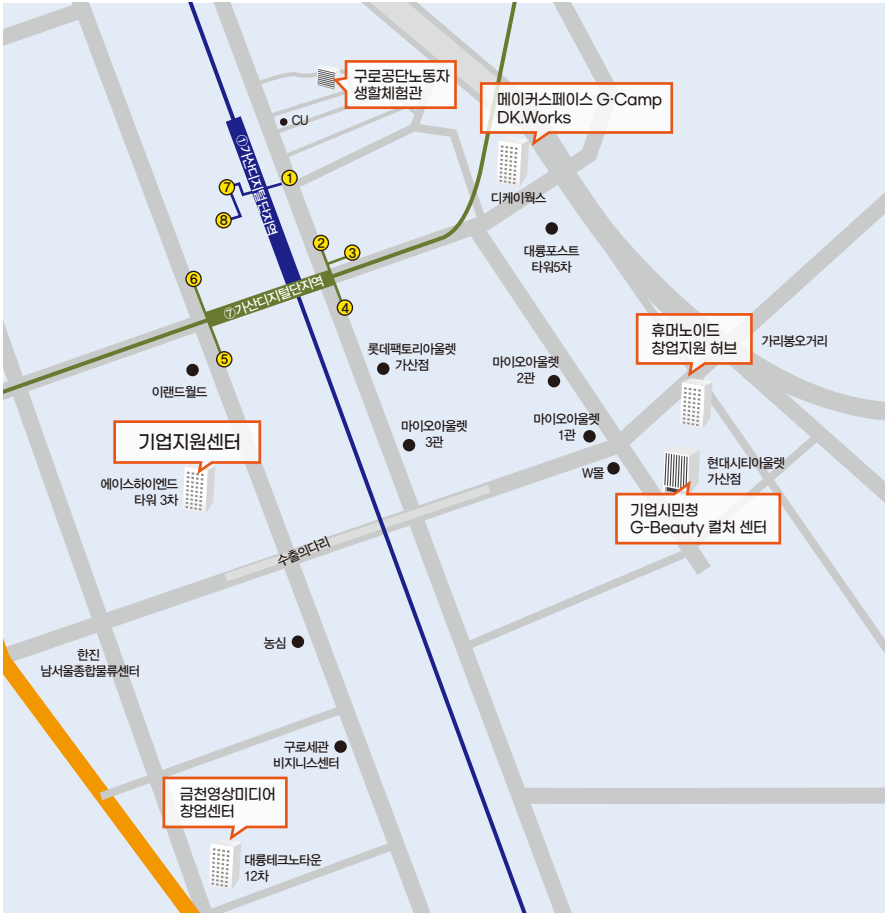 구로공단노동자
생활체험관
메이커스페이스 G·Camp
DK.Works
CU
①가산디지털단지역
①
⑦
⑧
디케이웍스
대륭포스트
타워5차
②
③
⑥
⑦가산디지털단지역
④
⑤
휴머노이드
창업지원 허브
가리봉오거리
롯데팩토리아울렛
가산점
마이오아울렛
2관
이랜드월드
마이오아울렛
3관
마이오아울렛
1관
기업지원센터
W몰
현대시티아울렛
가산점
에이스하이엔드
타워 3차
기업시민청
G-Beauty 컬처 센터
수출의다리
농심
한진
남서울종합물류센터
구로세관
비지니스센터
금천영상미디어
창업센터
대륭테크노타운
12차